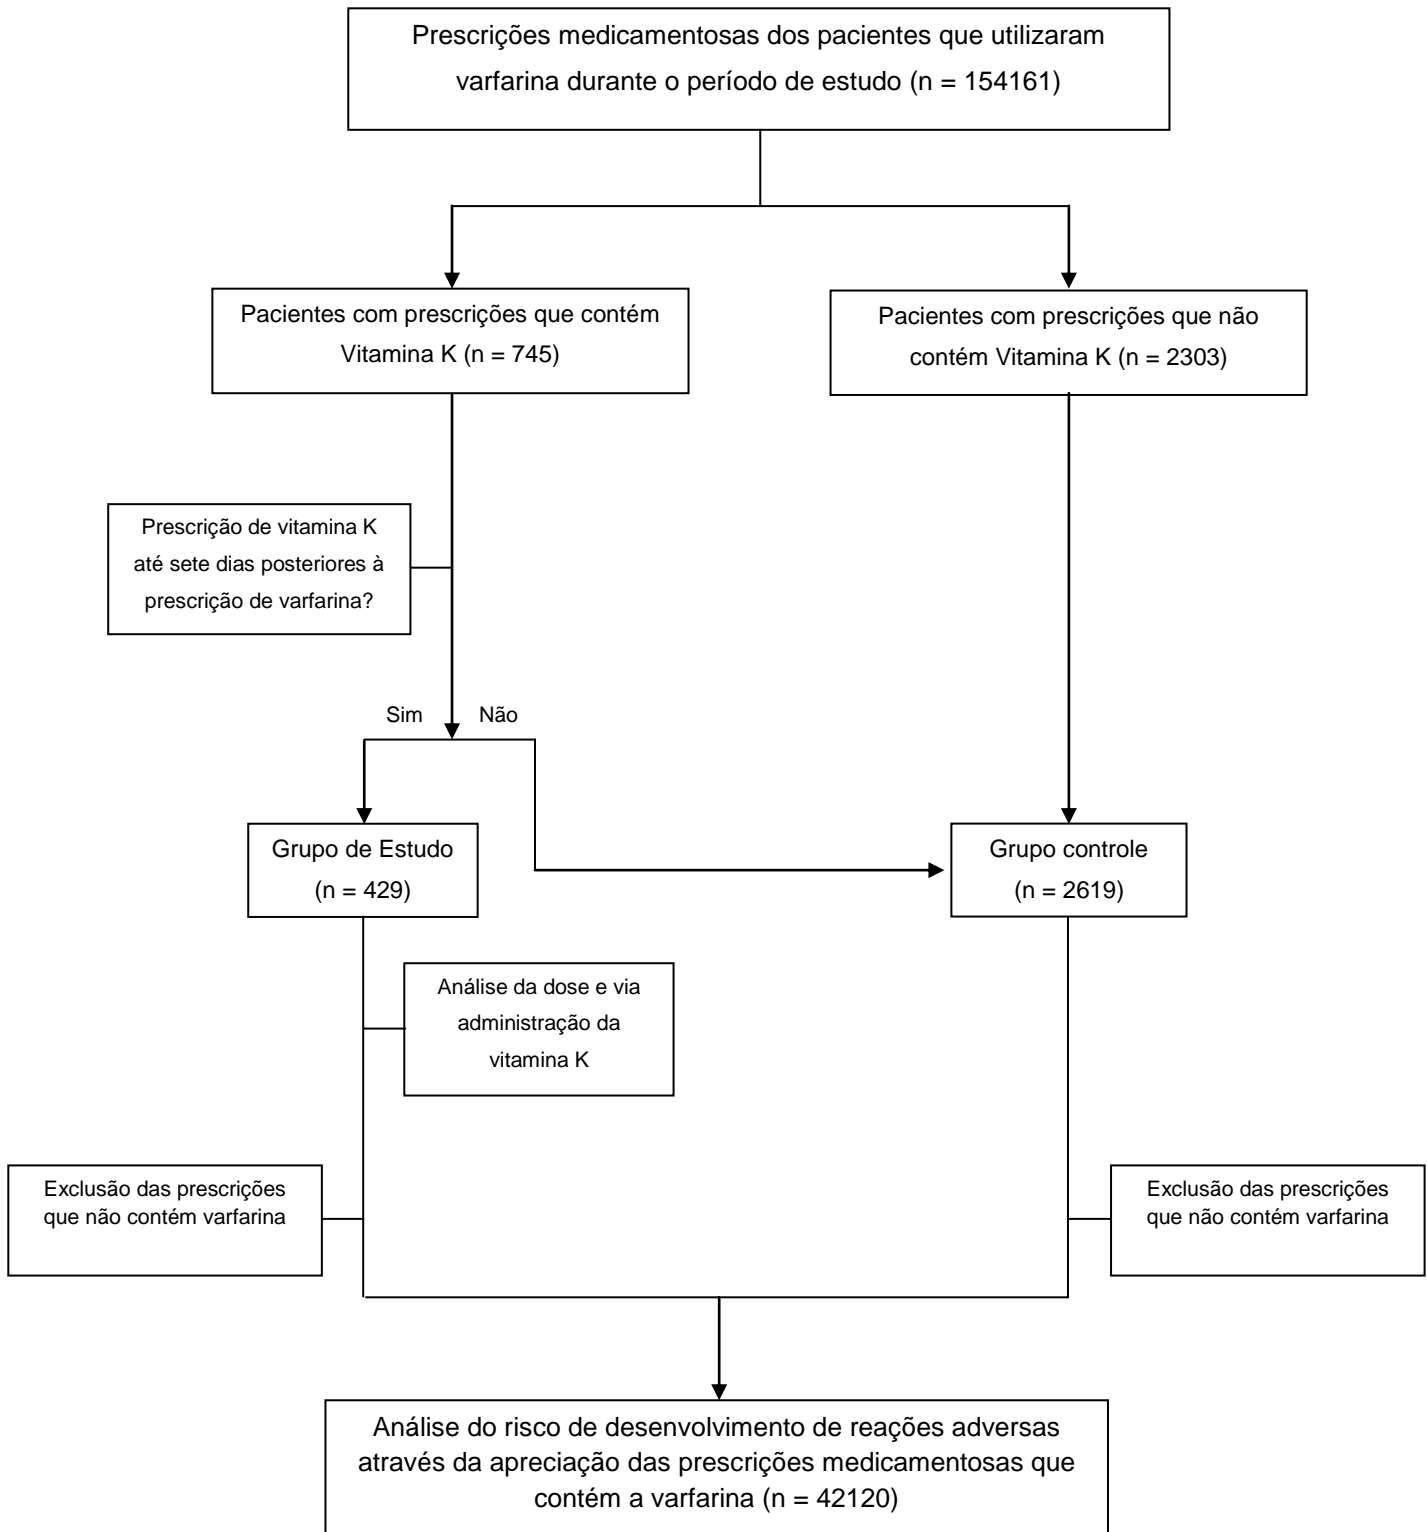 Prescrições medicamentosas dos pacientes que utilizaram
varfarina durante o período de estudo (n = 154161)
Pacientes com prescrições que contém
Vitamina K (n = 745)
Pacientes com prescrições que não
contém Vitamina K (n = 2303)
Prescrição de vitamina K
até sete dias posteriores à
prescrição de varfarina?
Sim
Não
Grupo de Estudo
(n = 429)
Grupo controle
(n = 2619)
Análise da dose e via
administração da
vitamina K
Exclusão das prescrições
que não contém varfarina
Exclusão das prescrições
que não contém varfarina
Análise do risco de desenvolvimento de reações adversas
através da apreciação das prescrições medicamentosas que
contém a varfarina (n = 42120)